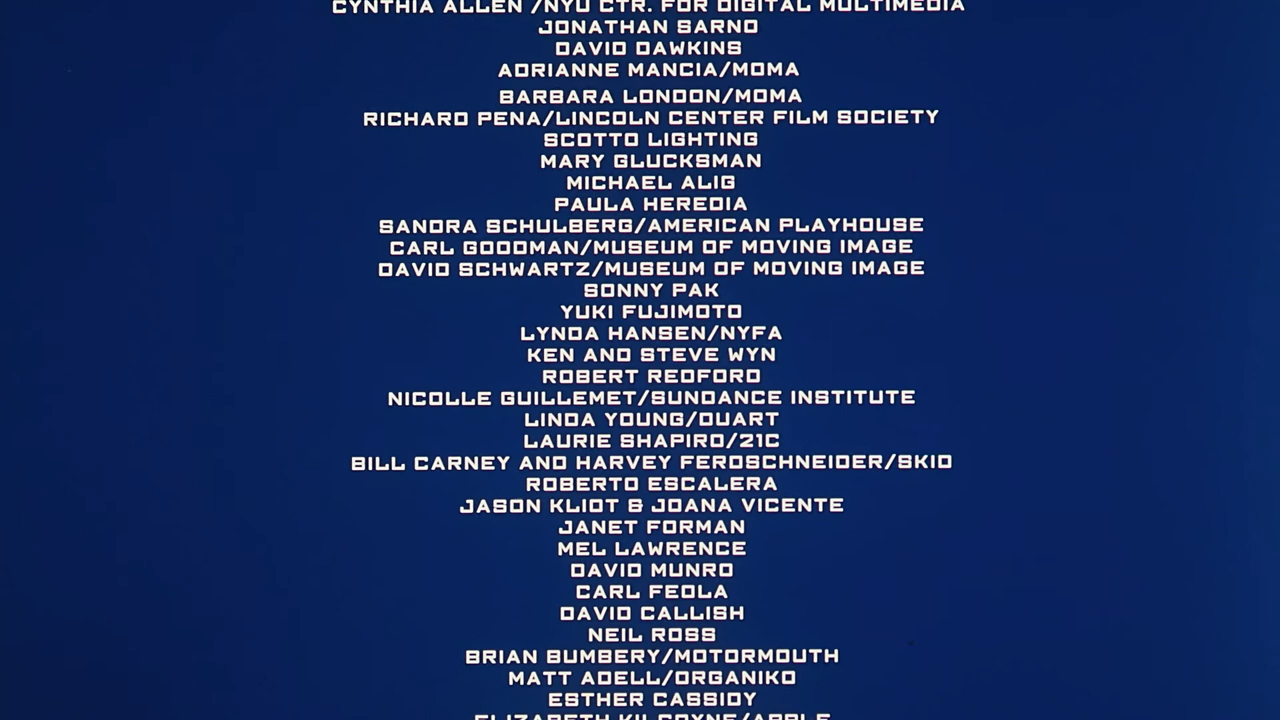 CYNTHIA ALLEN /NYU CTR. FOR DIGITAL MULTIMEDIA
JONATHAN SARNO
DAVID DAWKINS
ADRIANNE MANCIA/MOMA
BARBARA LONDON/MOMA
RICHARD PENA/LINCOLN CENTER FILM SOCIETY
SCOTTO LIGHTING
MARY GLUCKSMAN
MICHAEL ALIG
PAULA HEREDIA
SANDRA SCHULBERG/AMERICAN PLAYHOUSE
CARL GOODMAN/MUSEUM OF MOVING IMAGE
DAVID SCHWARTZ/MUSEUM OF MOVING IMAGE
SONNY PAK
YUKI FUJIMOTO
LYNDA HANSEN/NYFA
KEN AND STEVE WYN
ROBERT REDFORD
NICOLLE GUILLEMET/SUNDANCE INSTITUTE
LINDA YOUNG/DUART
LAURIE SHAPIRO/21C
BILL CARNEY AND HARVEY FEROSCHNEIDER/SKID
ROBERTO ESCALERA
JASON KLIOT & JOANA VICENTE
JANET FORMAN
MEL LAWRENCE
DAVID MUNRO
CARL FEOLA
DAVID CALLISH
NEIL ROSS
BRIAN BUMBERY/MOTORMOUTH
MATT ADELL/ORGANIKO
ESTHER CASSIDY
ELIZABETH KILCOYNE/APPLE